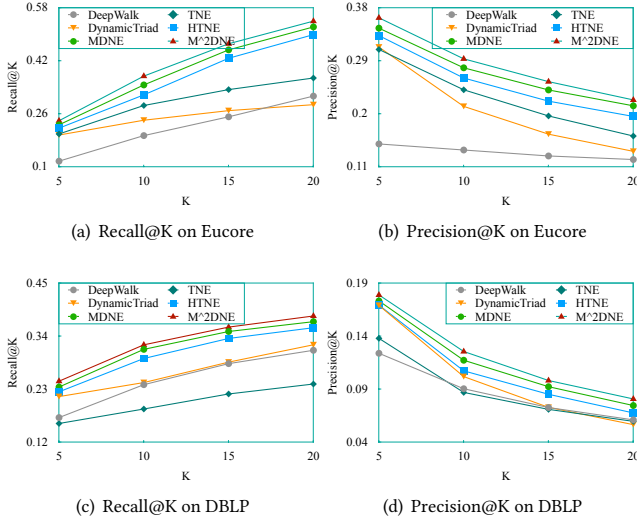 0.58
0.42
0.26
0.1
Recall@K
DeepWalk
DynamicTriad
MDNE
TNE
HTNE
M^2DNE
5 10 15 20
K
(a) Recall@K on Eucore
0.38
0.29
0.2
0.11
Precision@K
DeepWalk
DynamicTriad
MDNE
TNE
HTNE
M^2DNE
5 10 15 20
K
(b) Precision@K on Eucore
0.45
0.34
0.23
0.12
Recall@K
DeepWalk
DynamicTriad
MDNE
TNE
HTNE
M^2DNE
5 10 15 20
K
(c) Recall@K on DBLP
0.19
0.14
0.09
0.04
Precision@K
DeepWalk
DynamicTriad
MDNE
TNE
HTNE
M^2DNE
5 10 15 20
K
(d) Precision@K on DBLP